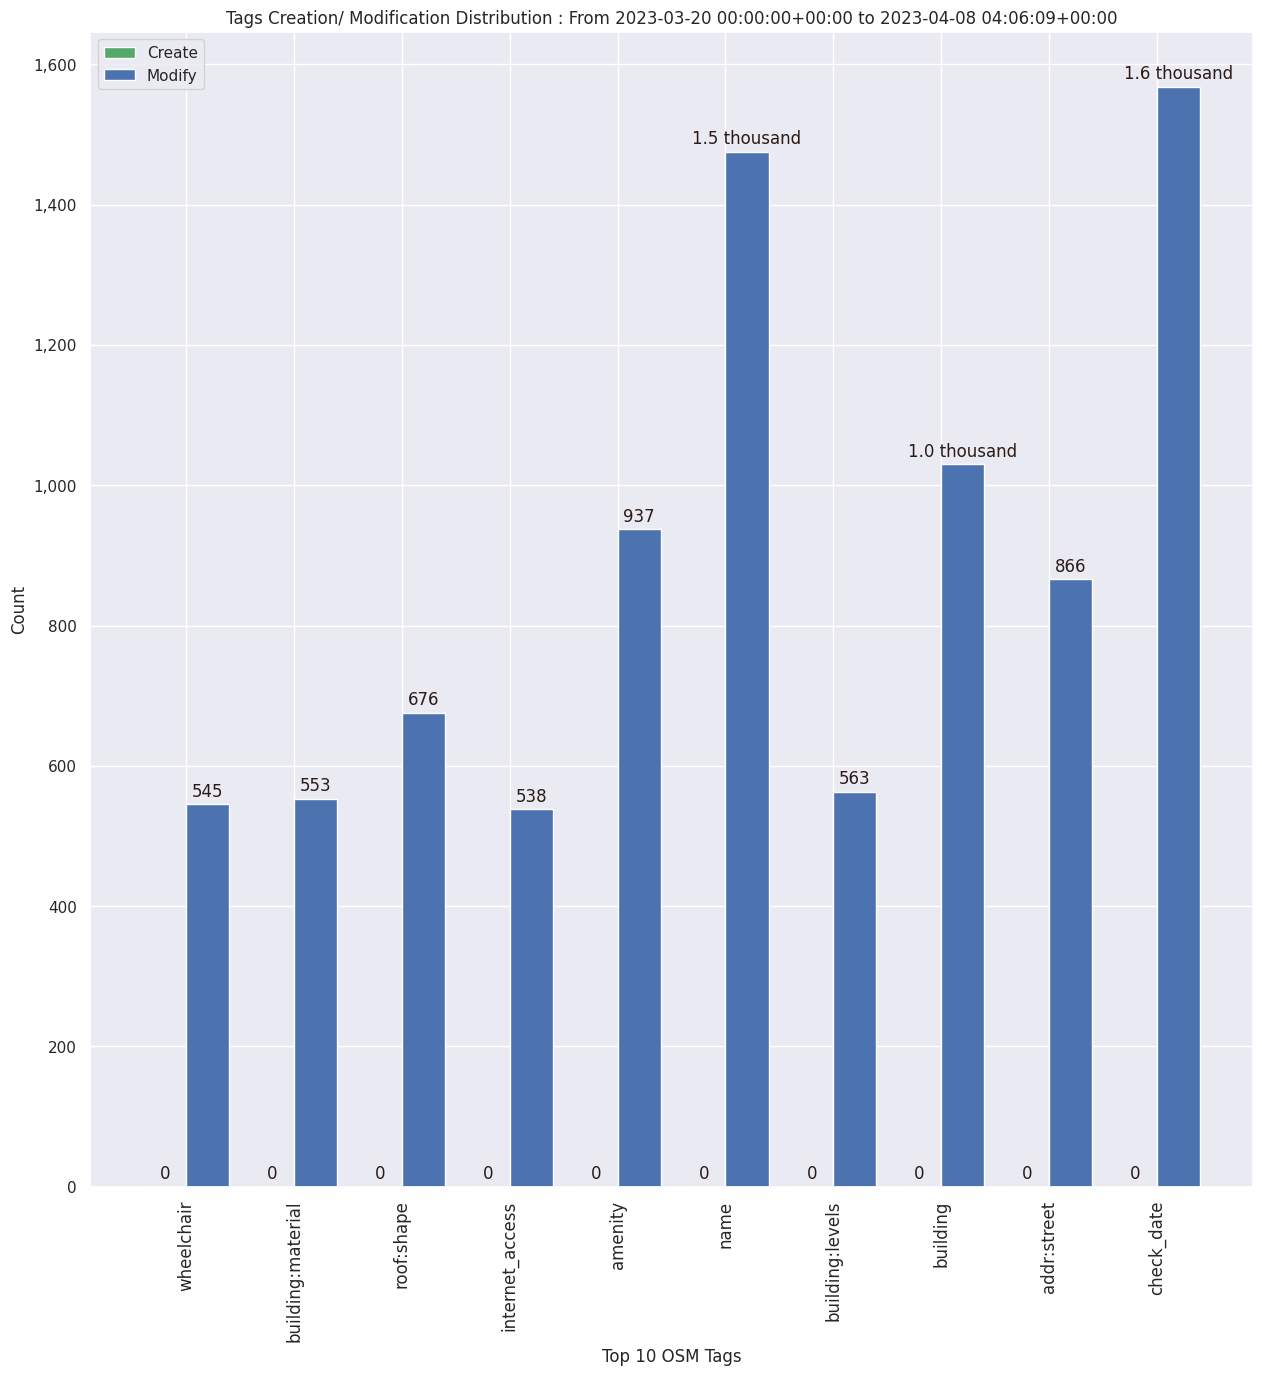 Tags Creation/ Modification Distribution : From 2023-03-20 00:00:00+00:00 to 2023-04-08 04:06:09+00:00
Create
Modify
1,600
1,400
1,200
1,000
800
600
400
200
0
Count
0
545
0
553
0
676
0
538
0
937
0
1.5 thousand
0
563
0
1.0 thousand
0
866
0
1.6 thousand
wheelchair
building:material
roof:shape
internet_access
amenity
name
building:levels
building
addr:street
check_date
Top 10 OSM Tags